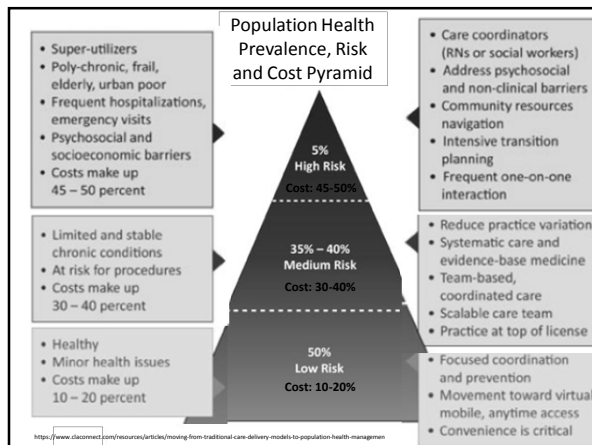 Population Health
Prevalence, Risk
and Cost Pyramid
• Super-utilizers
• Poly-chronic, frail,
elderly, urban poor
• Frequent hospitalizations,
emergency visits
• Psychosocial and
socioeconomic barriers
• Costs make up
45 – 50 percent
• Limited and stable
chronic conditions
• At risk for procedures
• Costs make up
30 – 40 percent
• Healthy
• Minor health issues
• Costs make up
10 – 20 percent
5%
High Risk
Cost: 45-50%
35% – 40%
Medium Risk
Cost: 30-40%
50%
Low Risk
Cost: 10-20%
• Care coordinators
(RNs or social workers)
• Address psychosocial
and non-clinical barriers
• Community resources
navigation
• Intensive transition
planning
• Frequent one-on-one
interaction
• Reduce practice variation
• Systematic care and
evidence-base medicine
• Team-based,
coordinated care
• Scalable care team
• Practice at top of license
• Focused coordination
and prevention
• Movement toward virtual
mobile, anytime access
• Convenience is critical
https://www.claconnect.com/resources/articles/moving-from-traditional-care-delivery-models-to-population-health-managemen